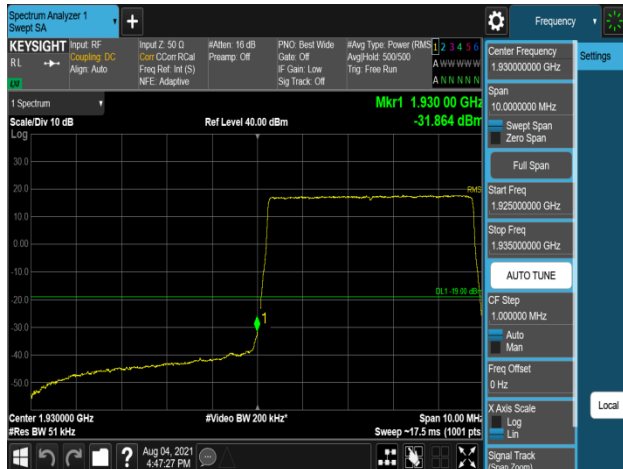 Spectrum Analyzer 1
Swept SA
+
Frequency
KEYSIGHT
RL
Input: RF
Coupling: DC
Align: Auto
Input Z: 50 Ω
Corr CCorr RCal
Freq Ref: Int (S)
NFE: Adaptive
#Atten: 16 dB
Preamp: Off
PNO: Best Wide
Gate: Off
IF Gain: Low
Sig Track: Off
#Avg Type: Power (RMS
Avg|Hold: 500/500
Trig: Free Run
1 2 3 4 5 6
A WWWWW
A N N N N N
1 Spectrum
Scale/Div 10 dB
Ref Level 40.00 dBm
Mkr1 1.930 00 GHz
-31.864 dBm
Log
30.0
20.0
10.0
0.00
-10.0
-20.0
-30.0
-40.0
-50.0
RMS
DL1 -19.00 dBm
1
Center 1.930000 GHz
#Res BW 51 kHz
#Video BW 200 kHz*
Span 10.00 MHz
Sweep ~17.5 ms (1001 pts
Aug 04, 2021
4:47:27 PM
Center Frequency
1.930000000 GHz
Settings
Span
10.0000000 MHz
Swept Span
Zero Span
Full Span
Start Freq
1.925000000 GHz
Stop Freq
1.935000000 GHz
AUTO TUNE
CF Step
1.000000 MHz
Auto
Man
Freq Offset
0 Hz
X Axis Scale
Log
Lin
Local
Signal Track
(Span Zoom)